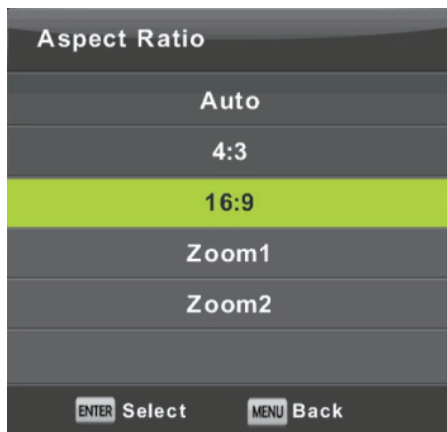 Aspect Ratio
Auto
4:3
16:9
Zoom1
Zoom2
ENTER Select MENU Back